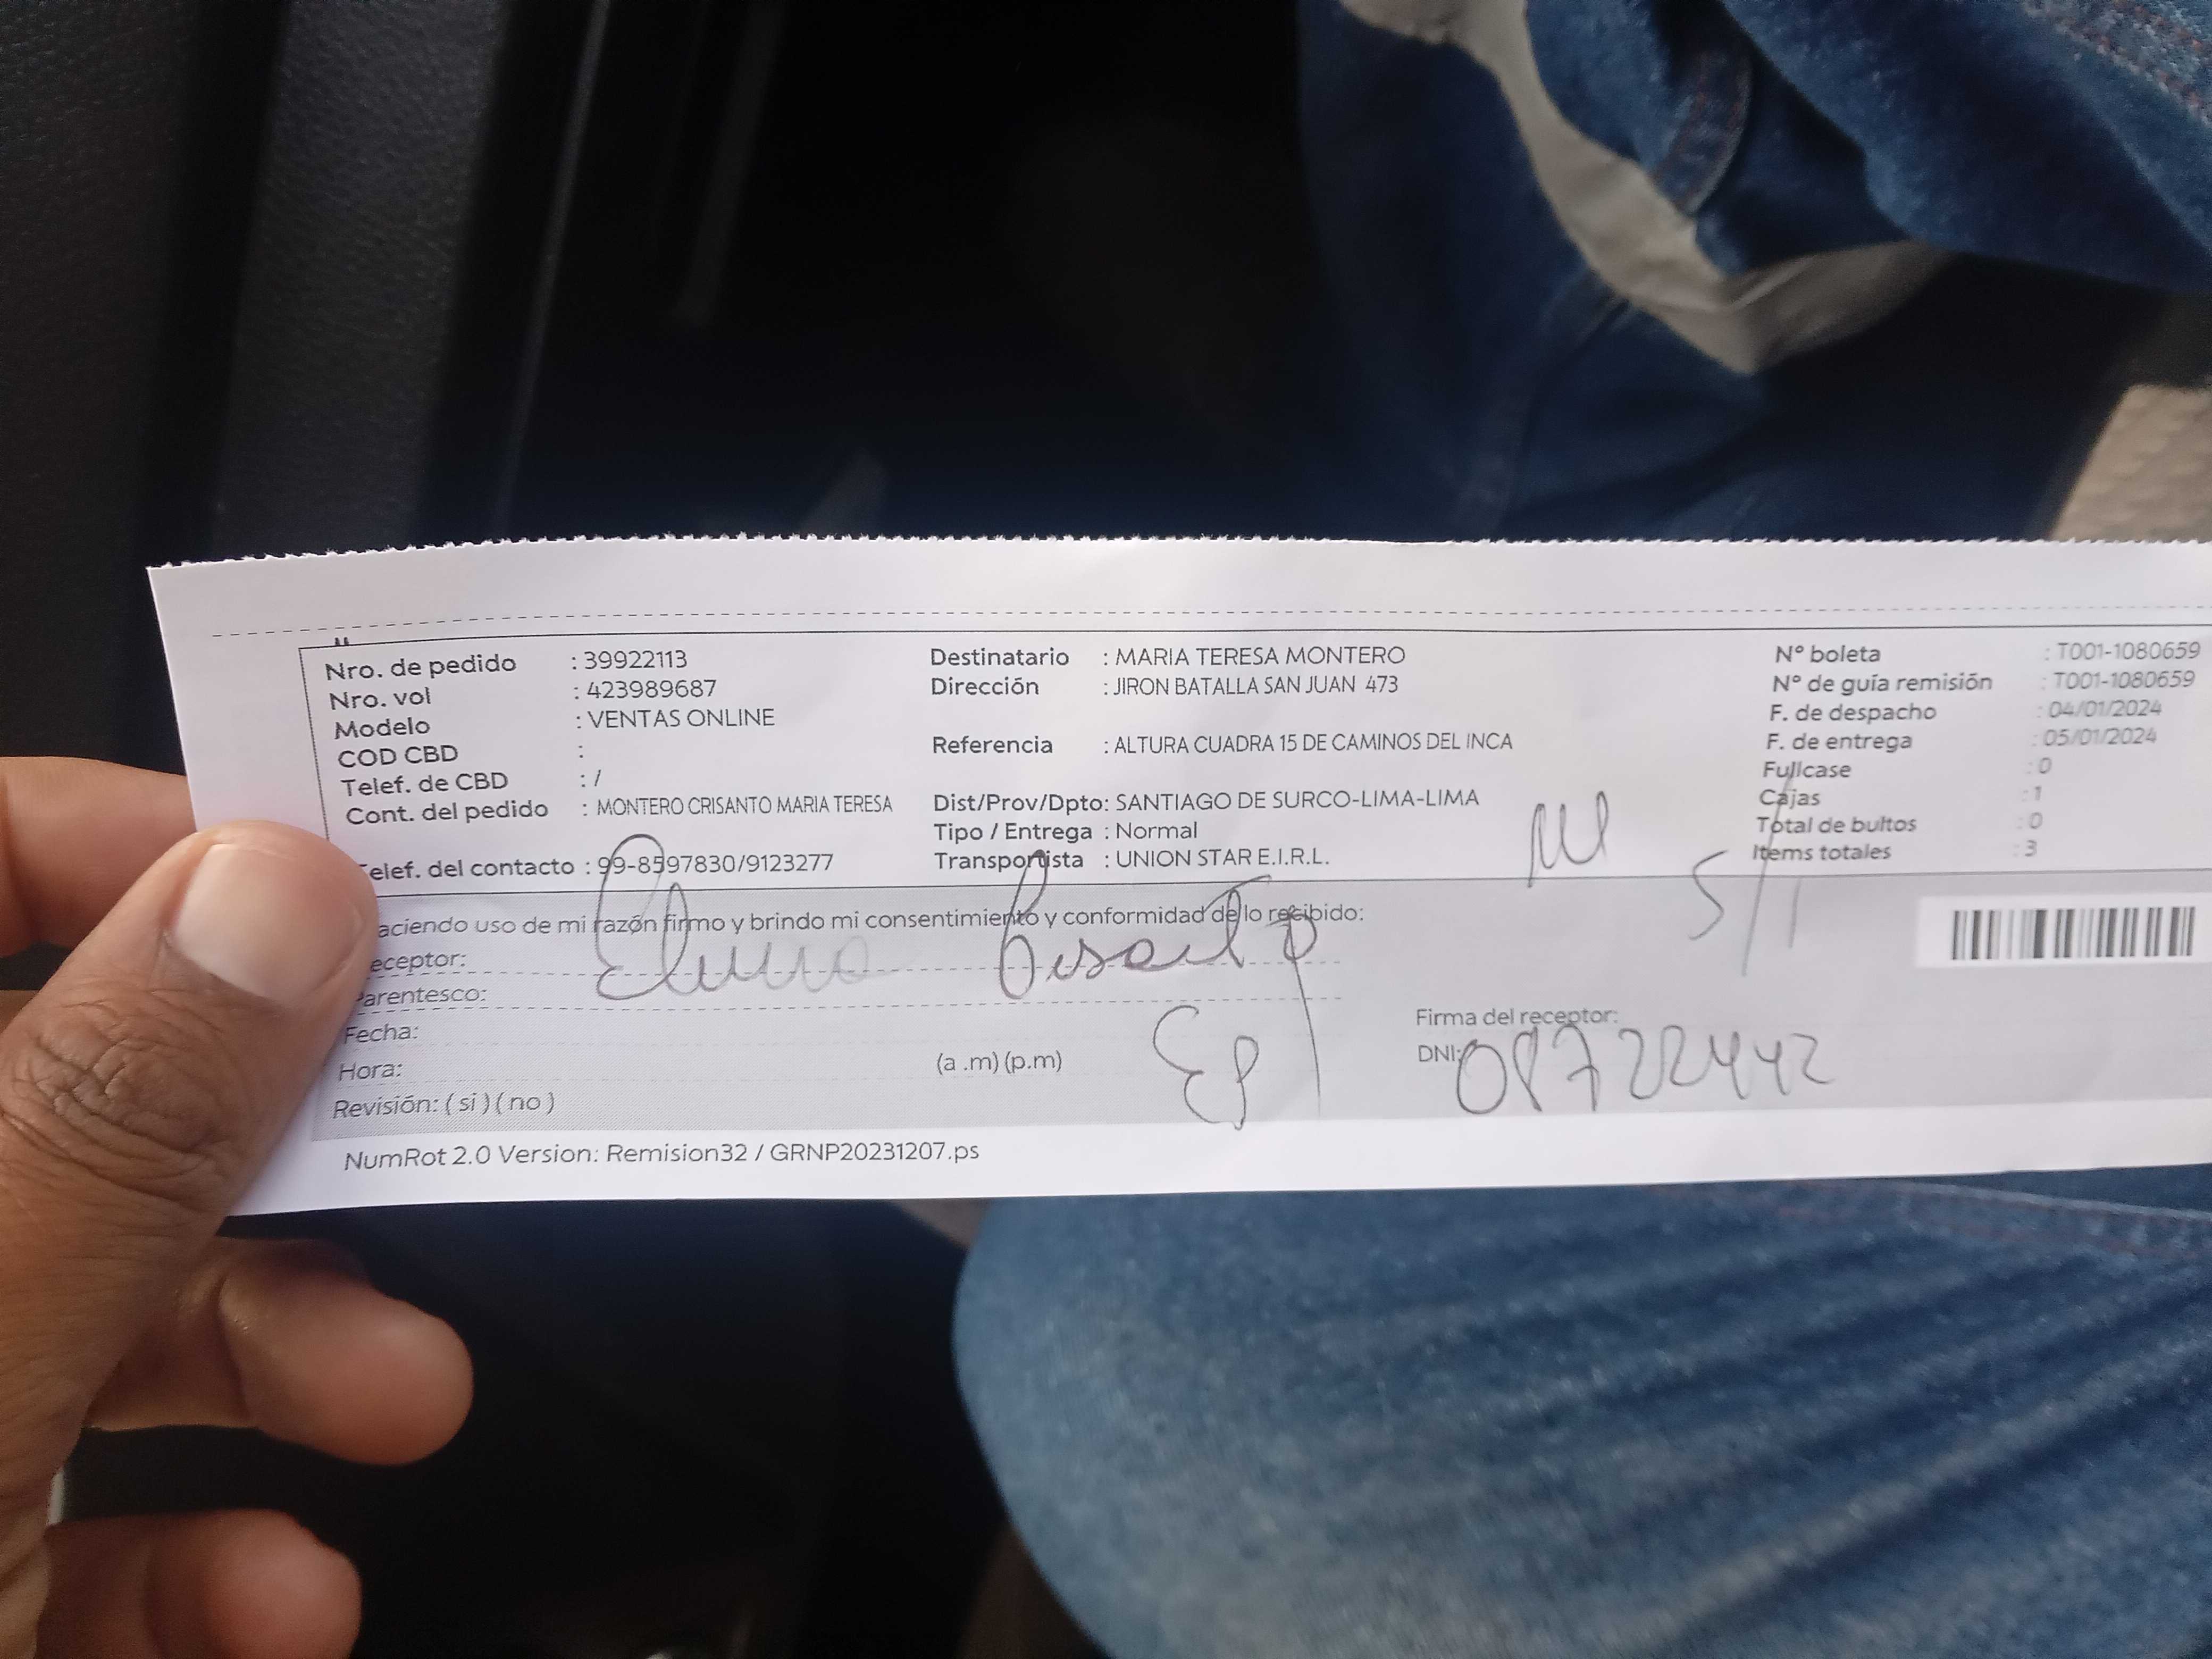 Nro. de pedido : 39922113
Nro. vol : 423989687
Modelo : VENTAS ONLINE
COD CBD :
Telef. de CBD : /
Cont. del pedido : MONTERO CRISANTO MARIA TERESA
elef. del contacto : 99-8597830/9123277
Destinatario : MARIA TERESA MONTERO
Dirección : JIRON BATALLA SAN JUAN 473
Referencia : ALTURA CUADRA 15 DE CAMINOS DEL INCA
Dist/Prov/Dpto: SANTIAGO DE SURCO-LIMA-LIMA
Tipo / Entrega : Normal
Transportista : UNION STAR E.I.R.L.
N° boleta : T001-1080659
N° de guía remisión : T001-1080659
F. de despacho : 04/01/2024
F. de entrega : 05/01/2024
Fullcase : 0
Cajas : 1
Total de bultos : 0
Items totales : 3
5/1
aciendo uso de mi razón firmo y brindo mi consentimiento y conformidad de lo recibido:
eceptor:
Parentesco:
Fecha:
Hora: (a .m) (p.m)
Revisión: ( si ) ( no )
Firma del receptor:
DNI: 08722442
NumRot 2.0 Version: Remision32 / GRNP20231207.ps